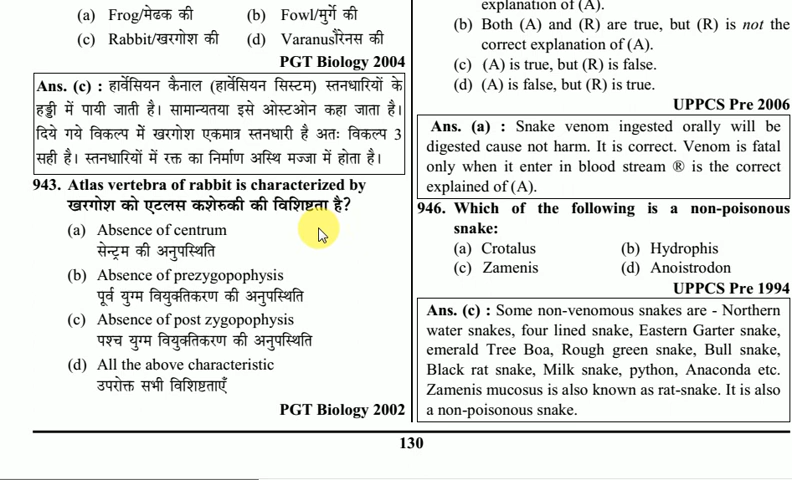 (a) Frog/मेढक की (b) Fowl/मुर्गे की
(c) Rabbit/खरगोश की (d) Varanusरिनस की
PGT Biology 2004
Ans. (c) : हार्वेसियन कैनाल (हार्वेसियन सिस्टम) स्तनधारियों के
हड्डी में पायी जाती है। सामान्यतया इसे ओस्टओन कहा जाता है।
दिये गये विकल्प में खरगोश एकमात्र स्तनधारी है अतः विकल्प 3
सही है। स्तनधारियों में रक्त का निर्माण अस्थि मज्जा में होता है।
943. Atlas vertebra of rabbit is characterized by
खरगोश को एटलस कशेरुकी की विशिष्टता है?
(a) Absence of centrum
सेन्ट्रम की अनुपस्थिति
(b) Absence of prezygopophysis
पूर्व युग्म वियुक्तिकरण की अनुपस्थिति
(c) Absence of post zygopophysis
पश्च युग्म वियुक्तिकरण की अनुपस्थिति
(d) All the above characteristic
उपरोक्त सभी विशिष्टताएँ
PGT Biology 2002
explanation of (A).
(b) Both (A) and (R) are true, but (R) is not the
correct explanation of (A).
(c) (A) is true, but (R) is false.
(d) (A) is false, but (R) is true.
UPPCS Pre 2006
Ans. (a) : Snake venom ingested orally will be
digested cause not harm. It is correct. Venom is fatal
only when it enter in blood stream ® is the correct
explained of (A).
946. Which of the following is a non-poisonous
snake:
(a) Crotalus (b) Hydrophis
(c) Zamenis (d) Anoistrodon
UPPCS Pre 1994
Ans. (c) : Some non-venomous snakes are - Northern
water snakes, four lined snake, Eastern Garter snake,
emerald Tree Boa, Rough green snake, Bull snake,
Black rat snake, Milk snake, python, Anaconda etc.
Zamenis mucosus is also known as rat-snake. It is also
a non-poisonous snake.
130